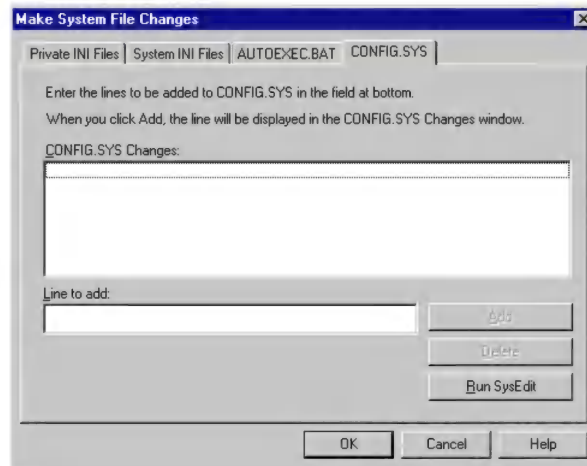 Make System File Changes
Private INI Files
System INI Files
AUTOEXEC.BAT
CONFIG.SYS
Enter the lines to be added to CONFIG.SYS in the field at bottom.
When you click Add, the line will be displayed in the CONFIG.SYS Changes window.
CONFIG.SYS Changes:
Line to add:
Add
Delete
Run SysEdit
OK
Cancel
Help